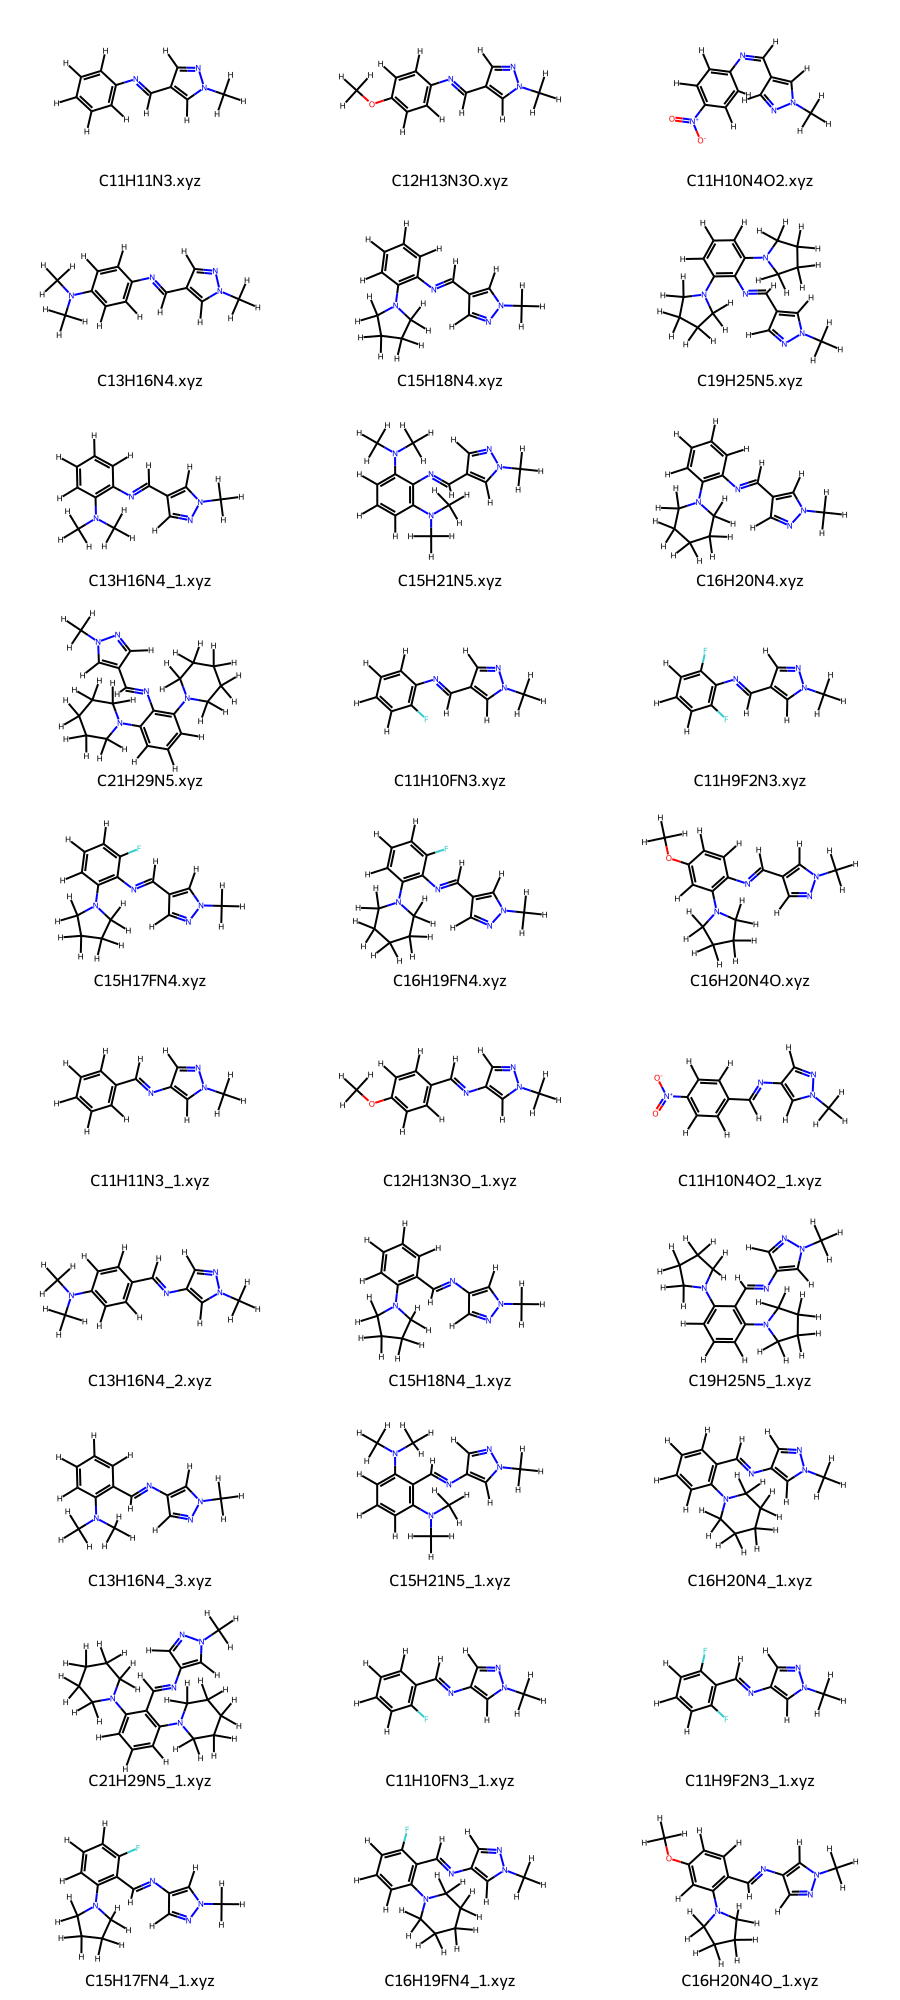 C11H11N3.xyz
C12H13N3O.xyz
C11H10N4O2.xyz
C13H16N4.xyz
C15H18N4.xyz
C19H25N5.xyz
C13H16N4_1.xyz
C15H21N5.xyz
C16H20N4.xyz
C21H29N5.xyz
C11H10FN3.xyz
C11H9F2N3.xyz
C15H17FN4.xyz
C16H19FN4.xyz
C16H20N4O.xyz
C11H11N3_1.xyz
C12H13N3O_1.xyz
C11H10N4O2_1.xyz
C13H16N4_2.xyz
C15H18N4_1.xyz
C19H25N5_1.xyz
C13H16N4_3.xyz
C15H21N5_1.xyz
C16H20N4_1.xyz
C21H29N5_1.xyz
C11H10FN3_1.xyz
C11H9F2N3_1.xyz
C15H17FN4_1.xyz
C16H19FN4_1.xyz
C16H20N4O_1.xyz